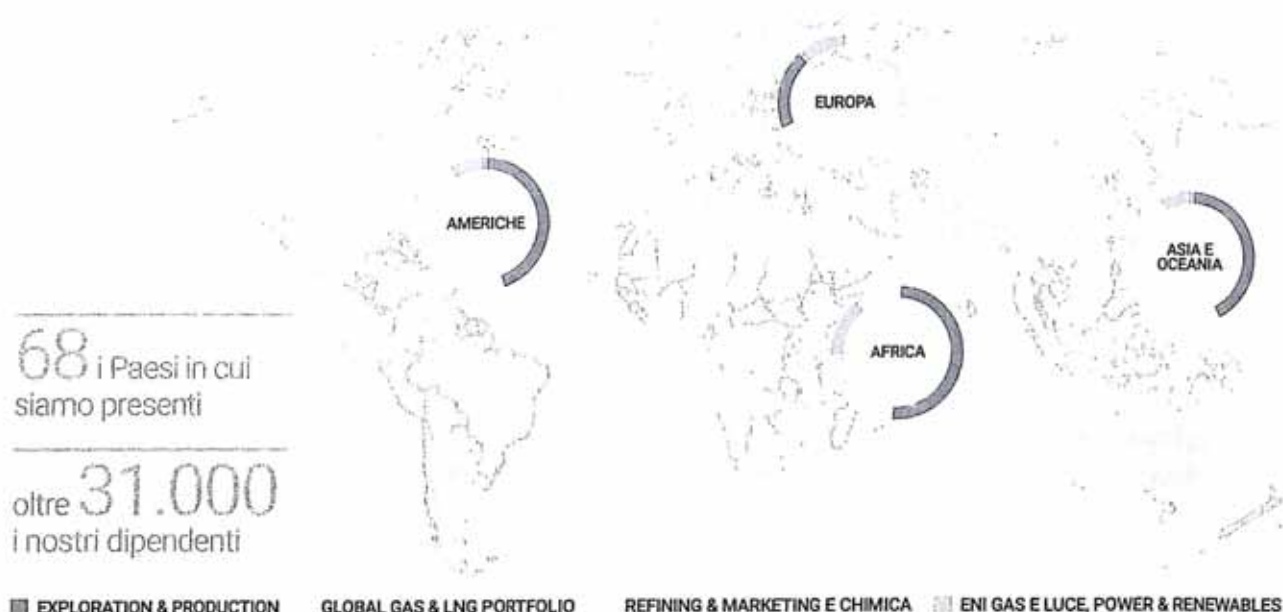 EUROPA
AMERICHE
ASIA E
OCEANIA
AFRICA
68 i Paesi in cui
siamo presenti
oltre 31.000
i nostri dipendenti
EXPLORATION & PRODUCTION GLOBAL GAS & LNG PORTFOLIO REFINING & MARKETING E CHIMICA ENI GAS E LUCE, POWER & RENEWABLES